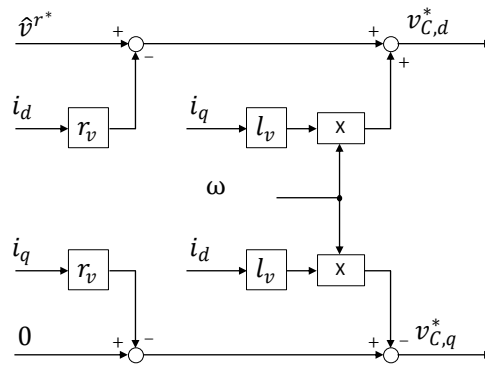 v̂^{r*} + − + + v*_{C,d}
i_d r_v i_q l_v x
ω
i_q r_v i_d l_v x
0 + − + − v*_{C,q}